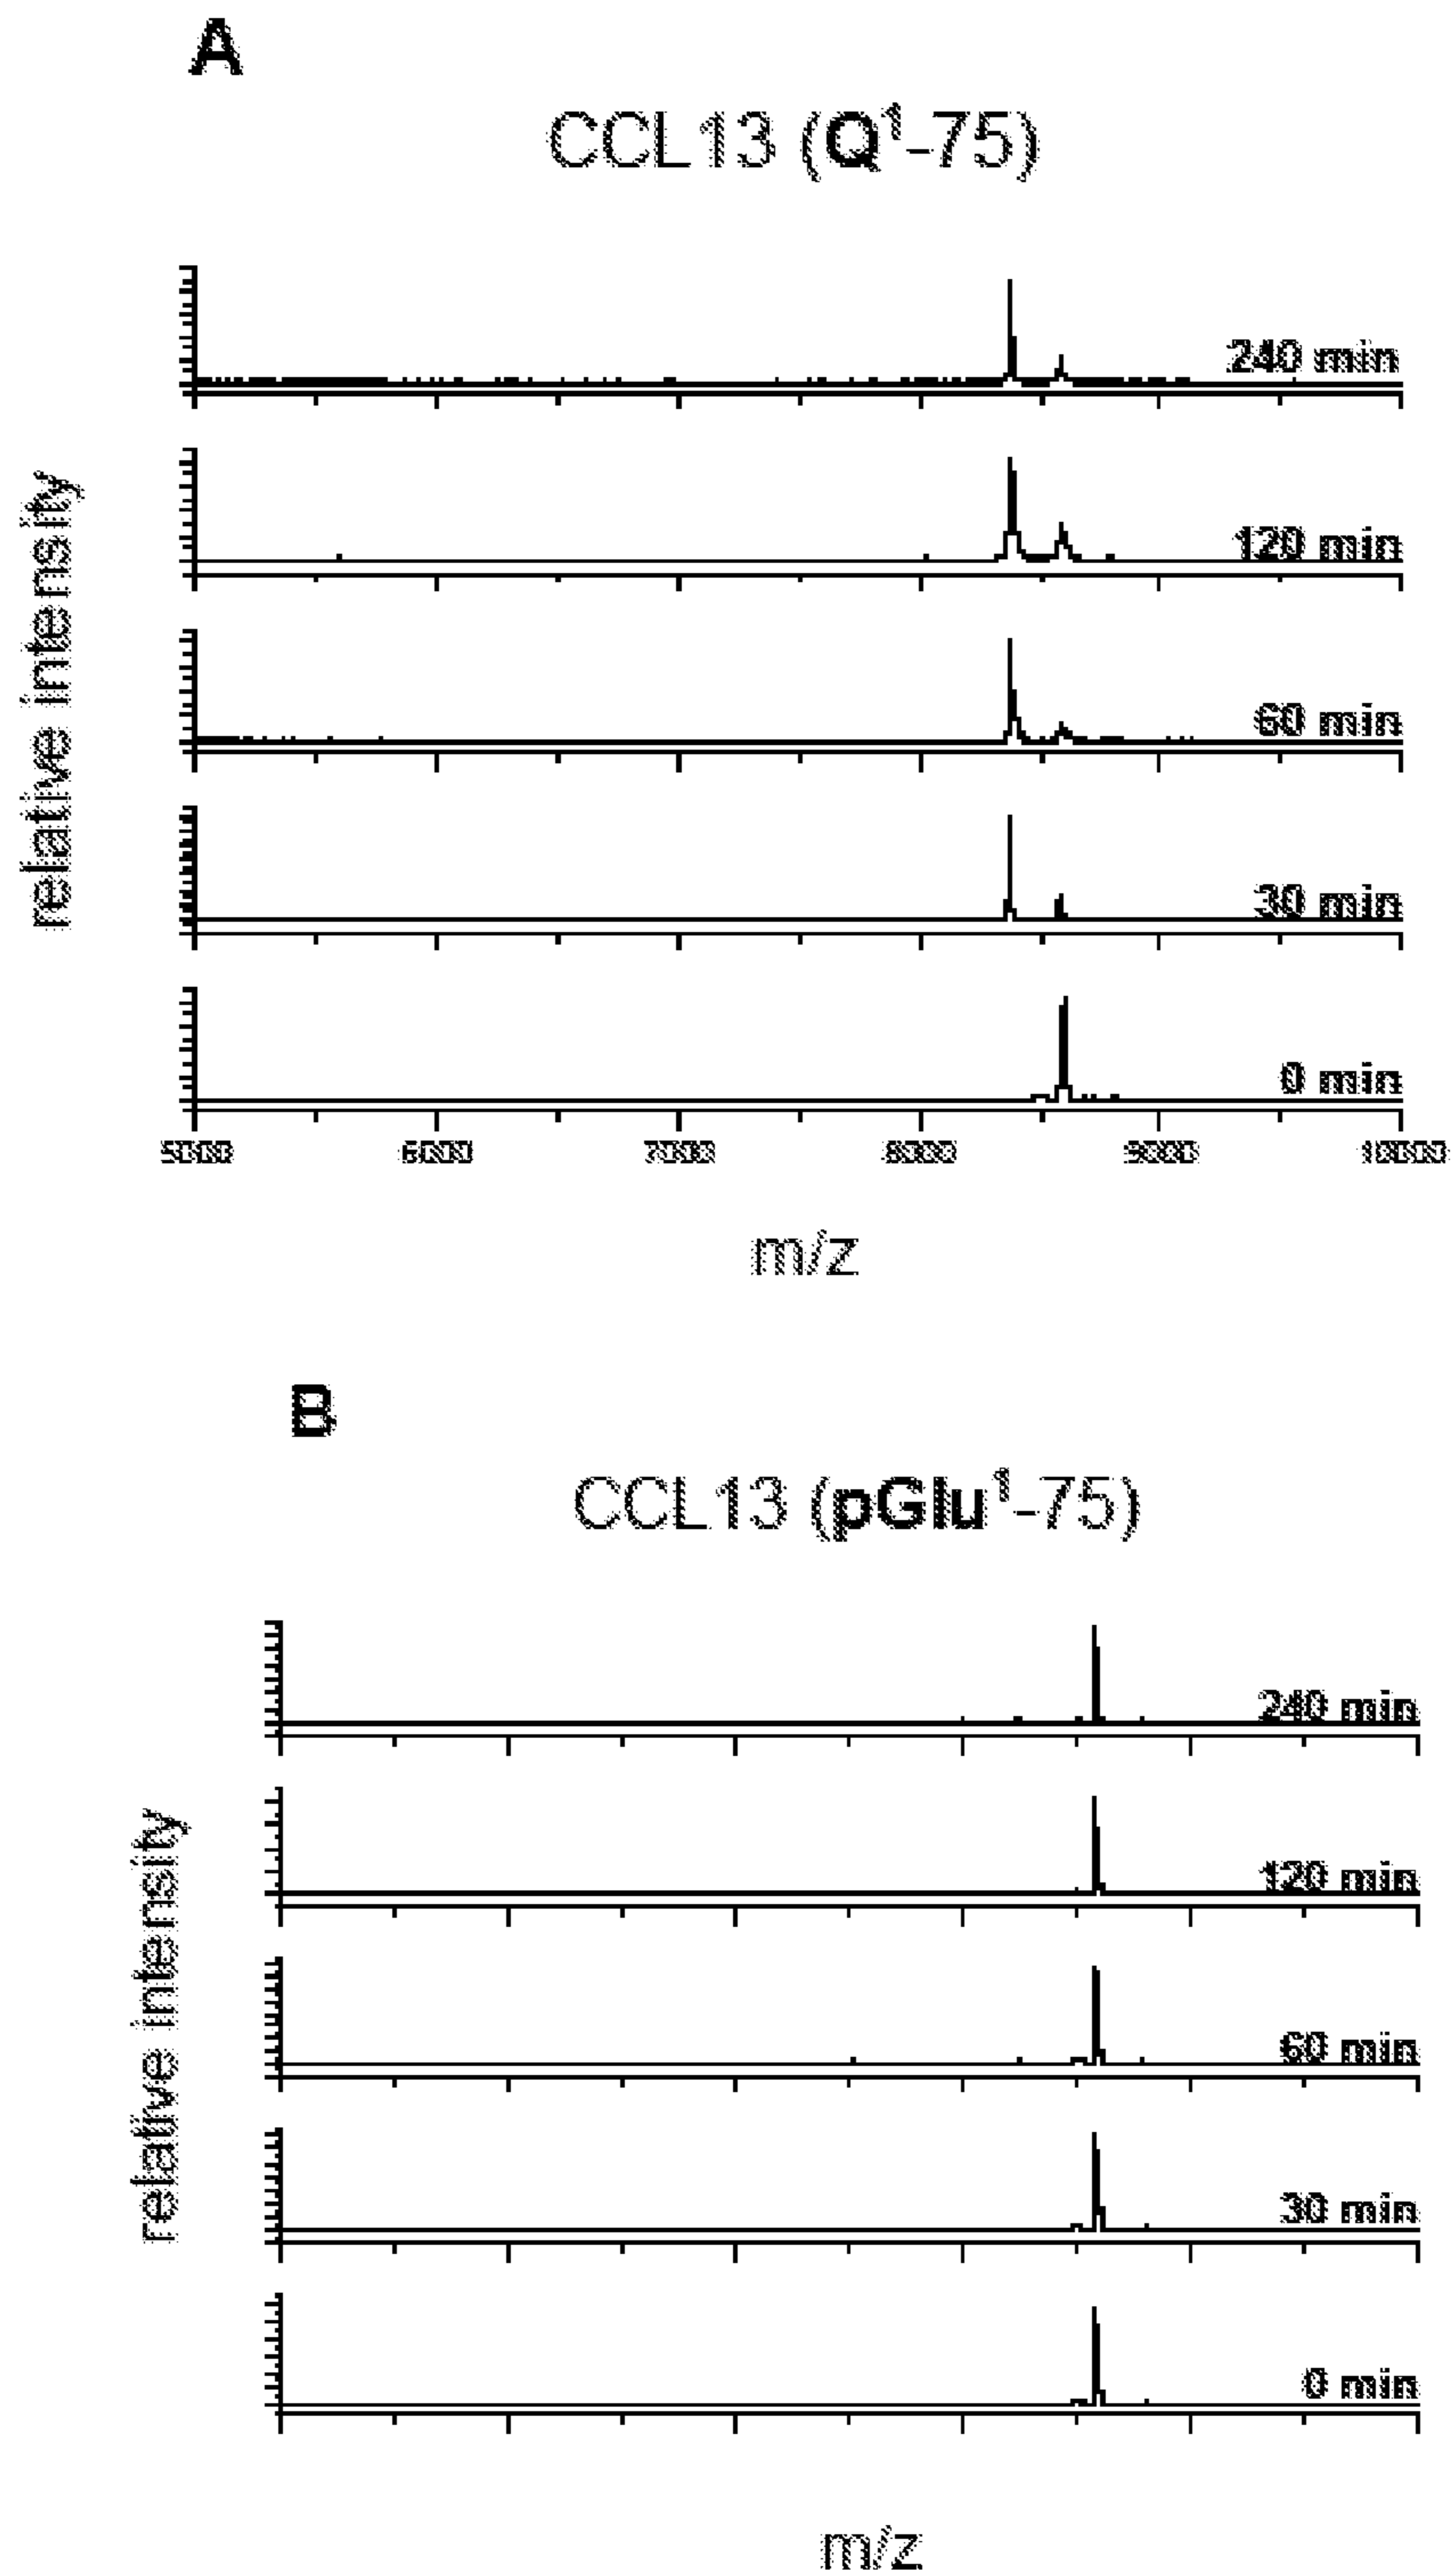 A
CCL13 (Q¹-75)
relative intensity
240 min
120 min
60 min
30 min
0 min
5000 6000 7000 8000 9000 10000
m/z
B
CCL13 (pGlu¹-75)
relative intensity
240 min
120 min
60 min
30 min
0 min
m/z